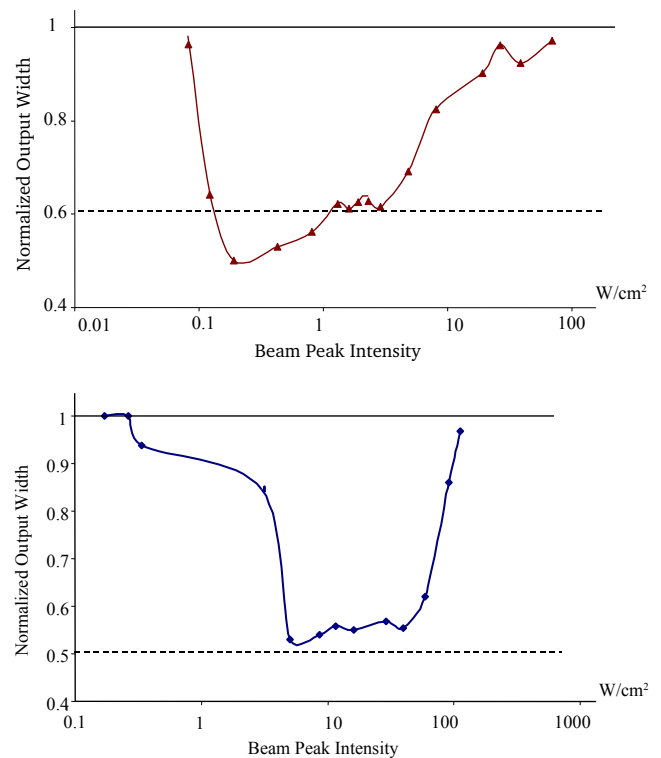 1
0.8
0.6
0.4
Normalized Output Width
0.01 0.1 1 10 100
W/cm²
Beam Peak Intensity
1
0.9
0.8
0.7
0.6
0.5
0.4
Normalized Output Width
0.1 1 10 100 1000
W/cm²
Beam Peak Intensity